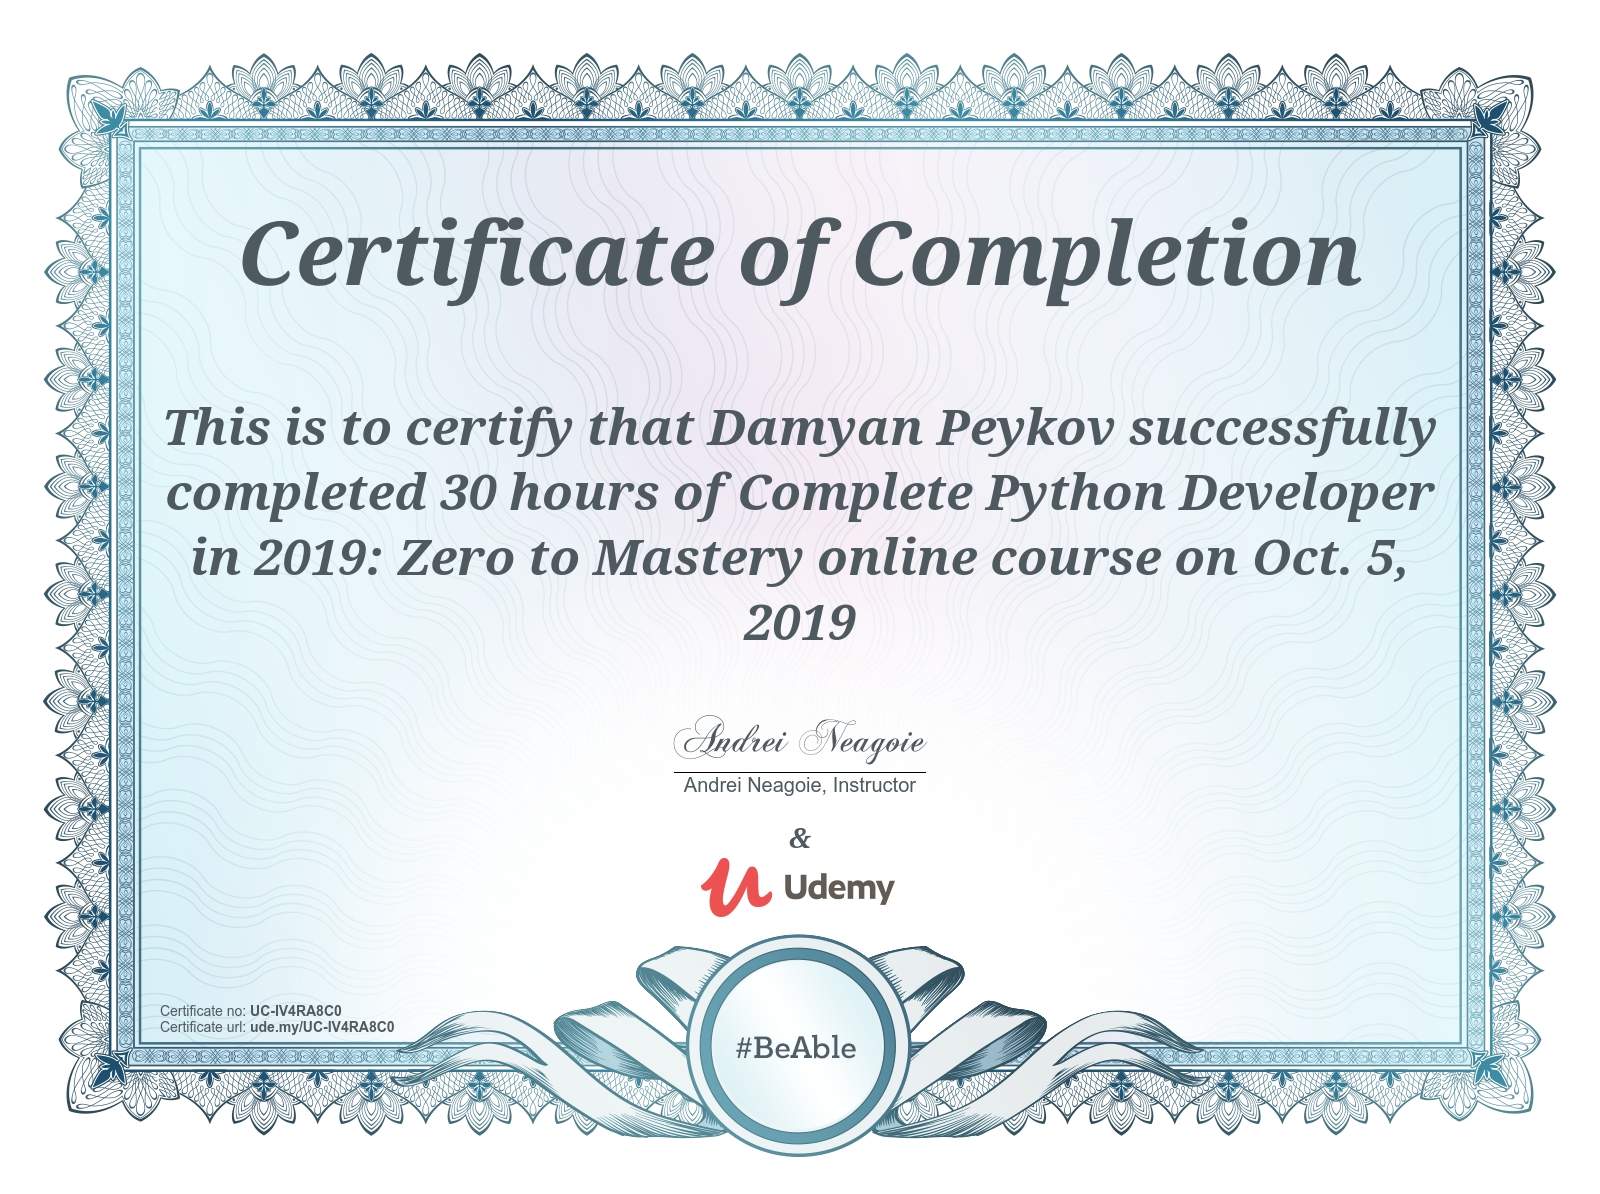 Certificate of Completion
This is to certify that Damyan Peykov successfully
completed 30 hours of Complete Python Developer
in 2019: Zero to Mastery online course on Oct. 5,
2019
Andrei Neagoie
Andrei Neagoie, Instructor
&
Udemy
Certificate no: UC-IV4RA8C0
Certificate url: ude.my/UC-IV4RA8C0
#BeAble